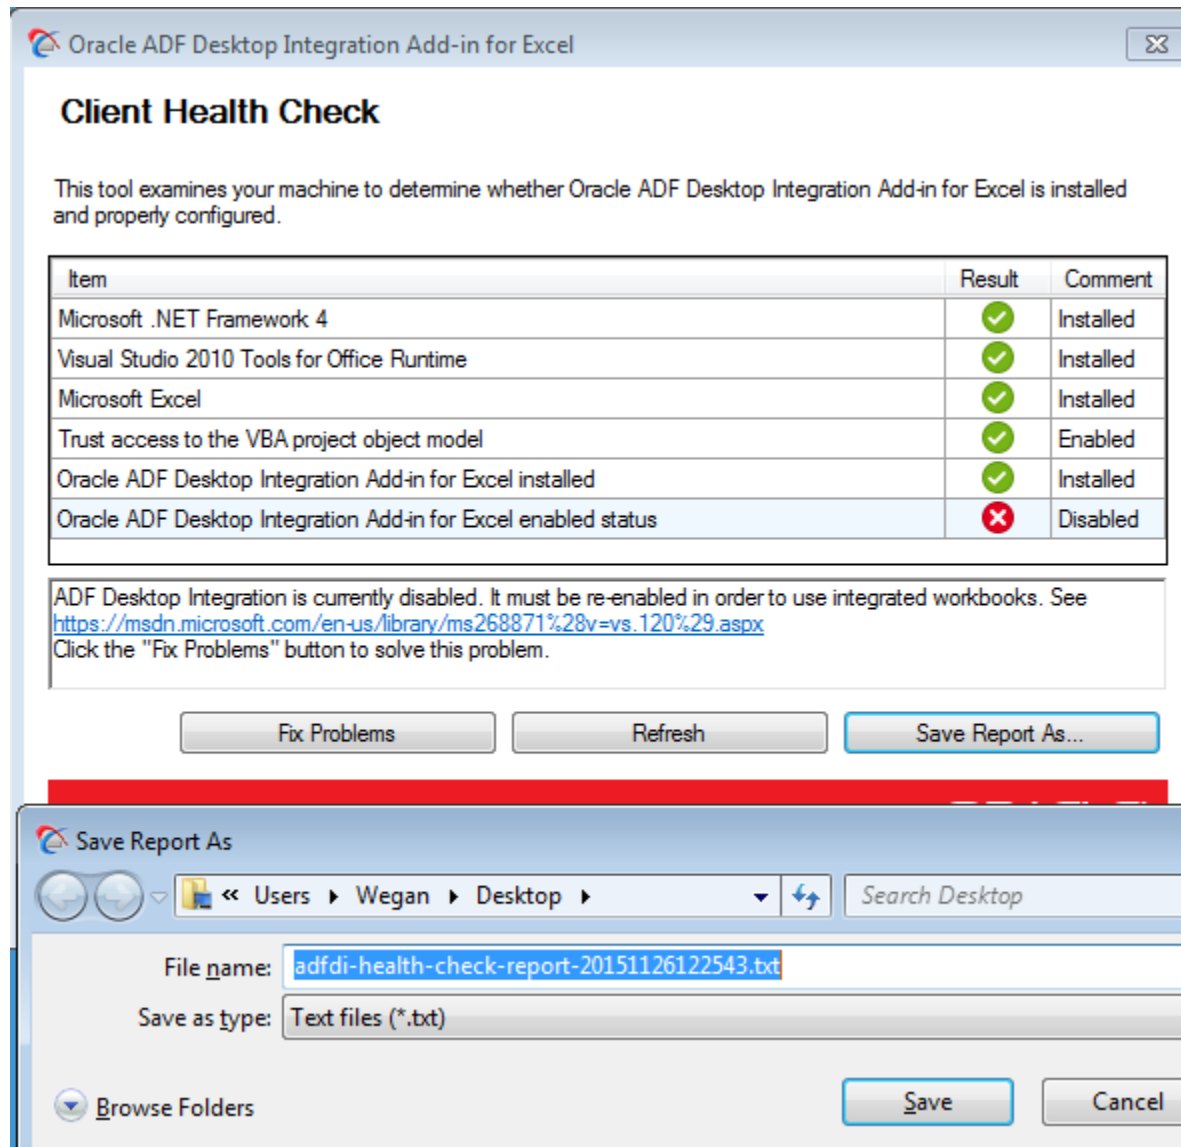 Oracle ADF Desktop Integration Add-in for Excel
Client Health Check
This tool examines your machine to determine whether Oracle ADF Desktop Integration Add-in for Excel is installed
and properly configured.
Item Result Comment
Microsoft .NET Framework 4 Installed
Visual Studio 2010 Tools for Office Runtime Installed
Microsoft Excel Installed
Trust access to the VBA project object model Enabled
Oracle ADF Desktop Integration Add-in for Excel installed Installed
Oracle ADF Desktop Integration Add-in for Excel enabled status Disabled
ADF Desktop Integration is currently disabled. It must be re-enabled in order to use integrated workbooks. See
https://msdn.microsoft.com/en-us/library/ms268871%28v=vs.120%29.aspx
Click the "Fix Problems" button to solve this problem.
Fix Problems Refresh Save Report As...
Save Report As
« Users Wegan Desktop Search Desktop
File name: adfdi-health-check-report-20151126122543.txt
Save as type: Text files (*.txt)
Browse Folders Save Cancel